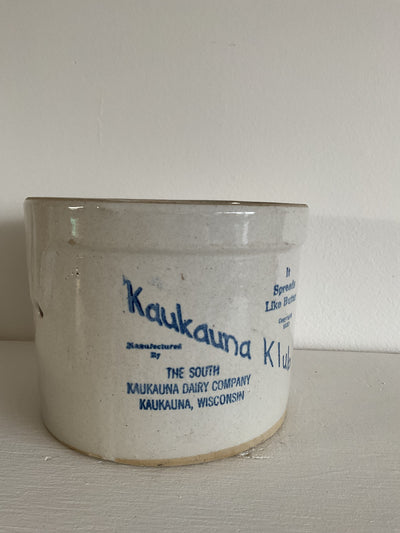 Kaukauna
Manufactured
By
THE SOUTH
KAUKAUNA DAIRY COMPANY
KAUKAUNA, WISCONSIN
It
Spreads
Like Butter
Klub